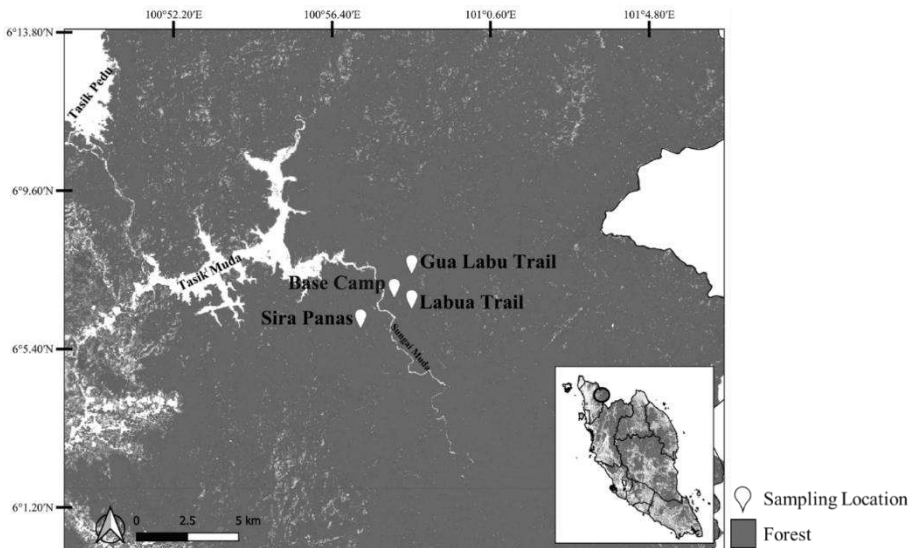 100°52.20'E 100°56.40'E 101°0.60'E 101°4.80'E
6°13.80'N
Tasik Pedu
6°9.60'N
Tasik Muda
Gua Labu Trail
Base Camp
Labua Trail
Sira Panas
Sungai Muda
6°5.40'N
6°1.20'N
0 2.5 5 km
Sampling Location
Forest